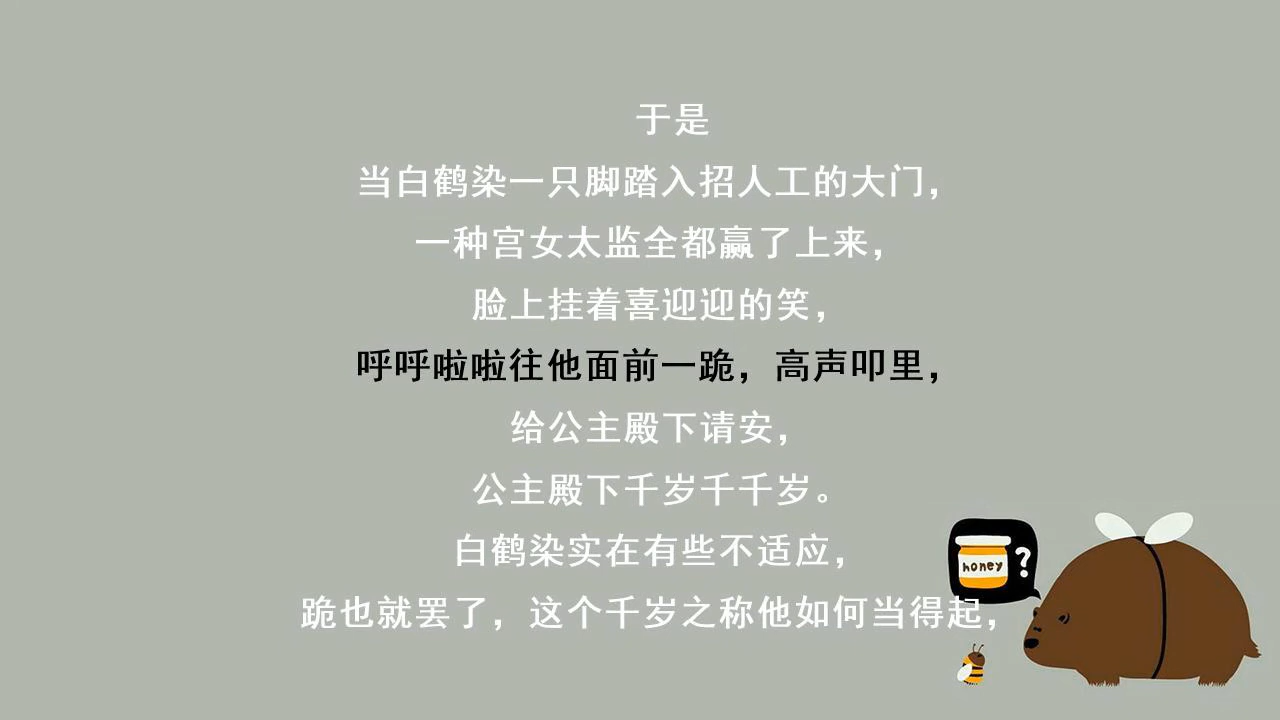 于是
当白鹤染一只脚踏入招人工的大门，
一种宫女太监全都赢了上来，
脸上挂着喜迎迎的笑，
呼呼啦啦往他面前一跪，高声叩里，
给公主殿下请安，
公主殿下千岁千千岁。
白鹤染实在有些不适应，
跪也就罢了，这个千岁之称他如何当得起，
honey
?